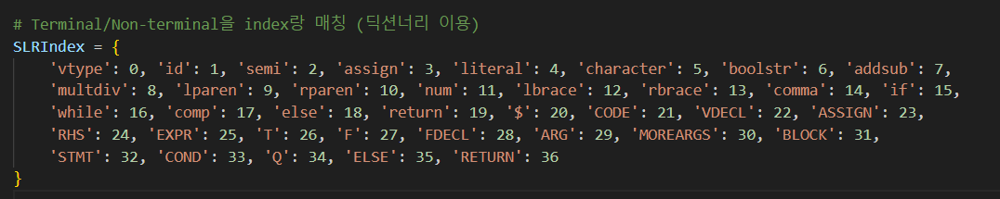 # Terminal/Non-terminal을 index랑 매칭 (딕션너리 이용)
SLRIndex = {
    'vtype': 0, 'id': 1, 'semi': 2, 'assign': 3, 'literal': 4, 'character': 5, 'boolstr': 6, 'addsub': 7,
    'multdiv': 8, 'lparen': 9, 'rparen': 10, 'num': 11, 'lbrace': 12, 'rbrace': 13, 'comma': 14, 'if': 15,
    'while': 16, 'comp': 17, 'else': 18, 'return': 19, '$': 20, 'CODE': 21, 'VDECL': 22, 'ASSIGN': 23,
    'RHS': 24, 'EXPR': 25, 'T': 26, 'F': 27, 'FDECL': 28, 'ARG': 29, 'MOREARGS': 30, 'BLOCK': 31,
    'STMT': 32, 'COND': 33, 'Q': 34, 'ELSE': 35, 'RETURN': 36
}